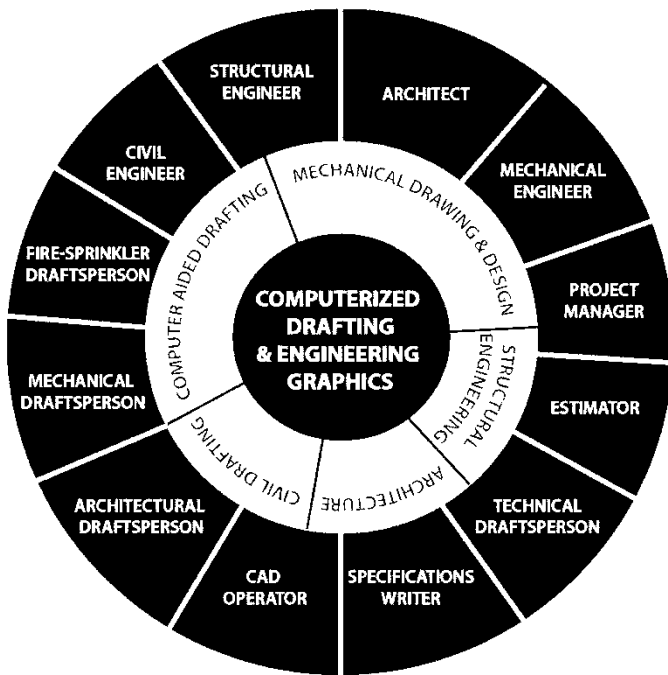 STRUCTURAL
ENGINEER
ARCHITECT
MECHANICAL
ENGINEER
PROJECT
MANAGER
ESTIMATOR
TECHNICAL
DRAFTSPERSON
SPECIFICATIONS
WRITER
CAD
OPERATOR
ARCHITECTURAL
DRAFTSPERSON
MECHANICAL
DRAFTSPERSON
FIRE-SPRINKLER
DRAFTSPERSON
CIVIL
ENGINEER
MECHANICAL DRAWING & DESIGN
STRUCTURAL
ENGINEERING
ARCHITECTURE
CIVIL DRAFTING
COMPUTER AIDED DRAFTING
COMPUTERIZED
DRAFTING
& ENGINEERING
GRAPHICS